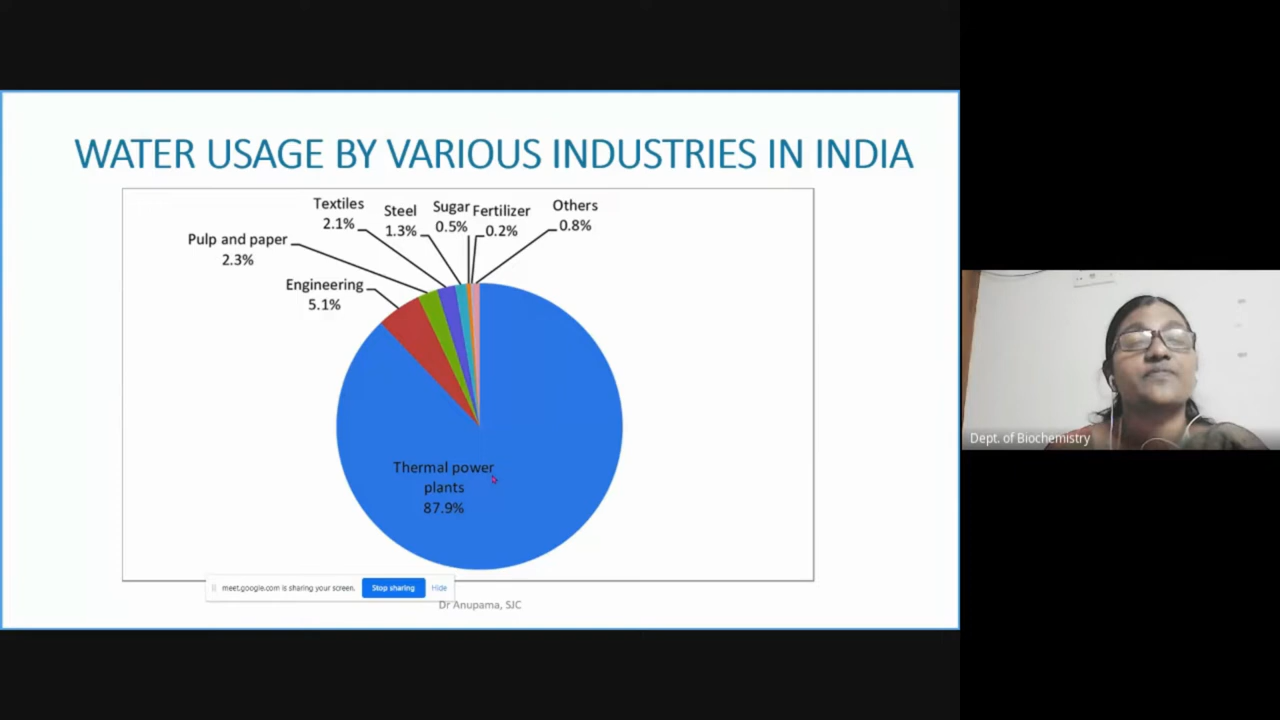 WATER USAGE BY VARIOUS INDUSTRIES IN INDIA
Textiles
2.1%
Steel
1.3%
Sugar
0.5%
Fertilizer
0.2%
Others
0.8%
Pulp and paper
2.3%
Engineering
5.1%
Thermal power
plants
87.9%
meet.google.com is sharing your screen.
Stop sharing
Hide
Dr Anupama, SJC
Dept. of Biochemistry